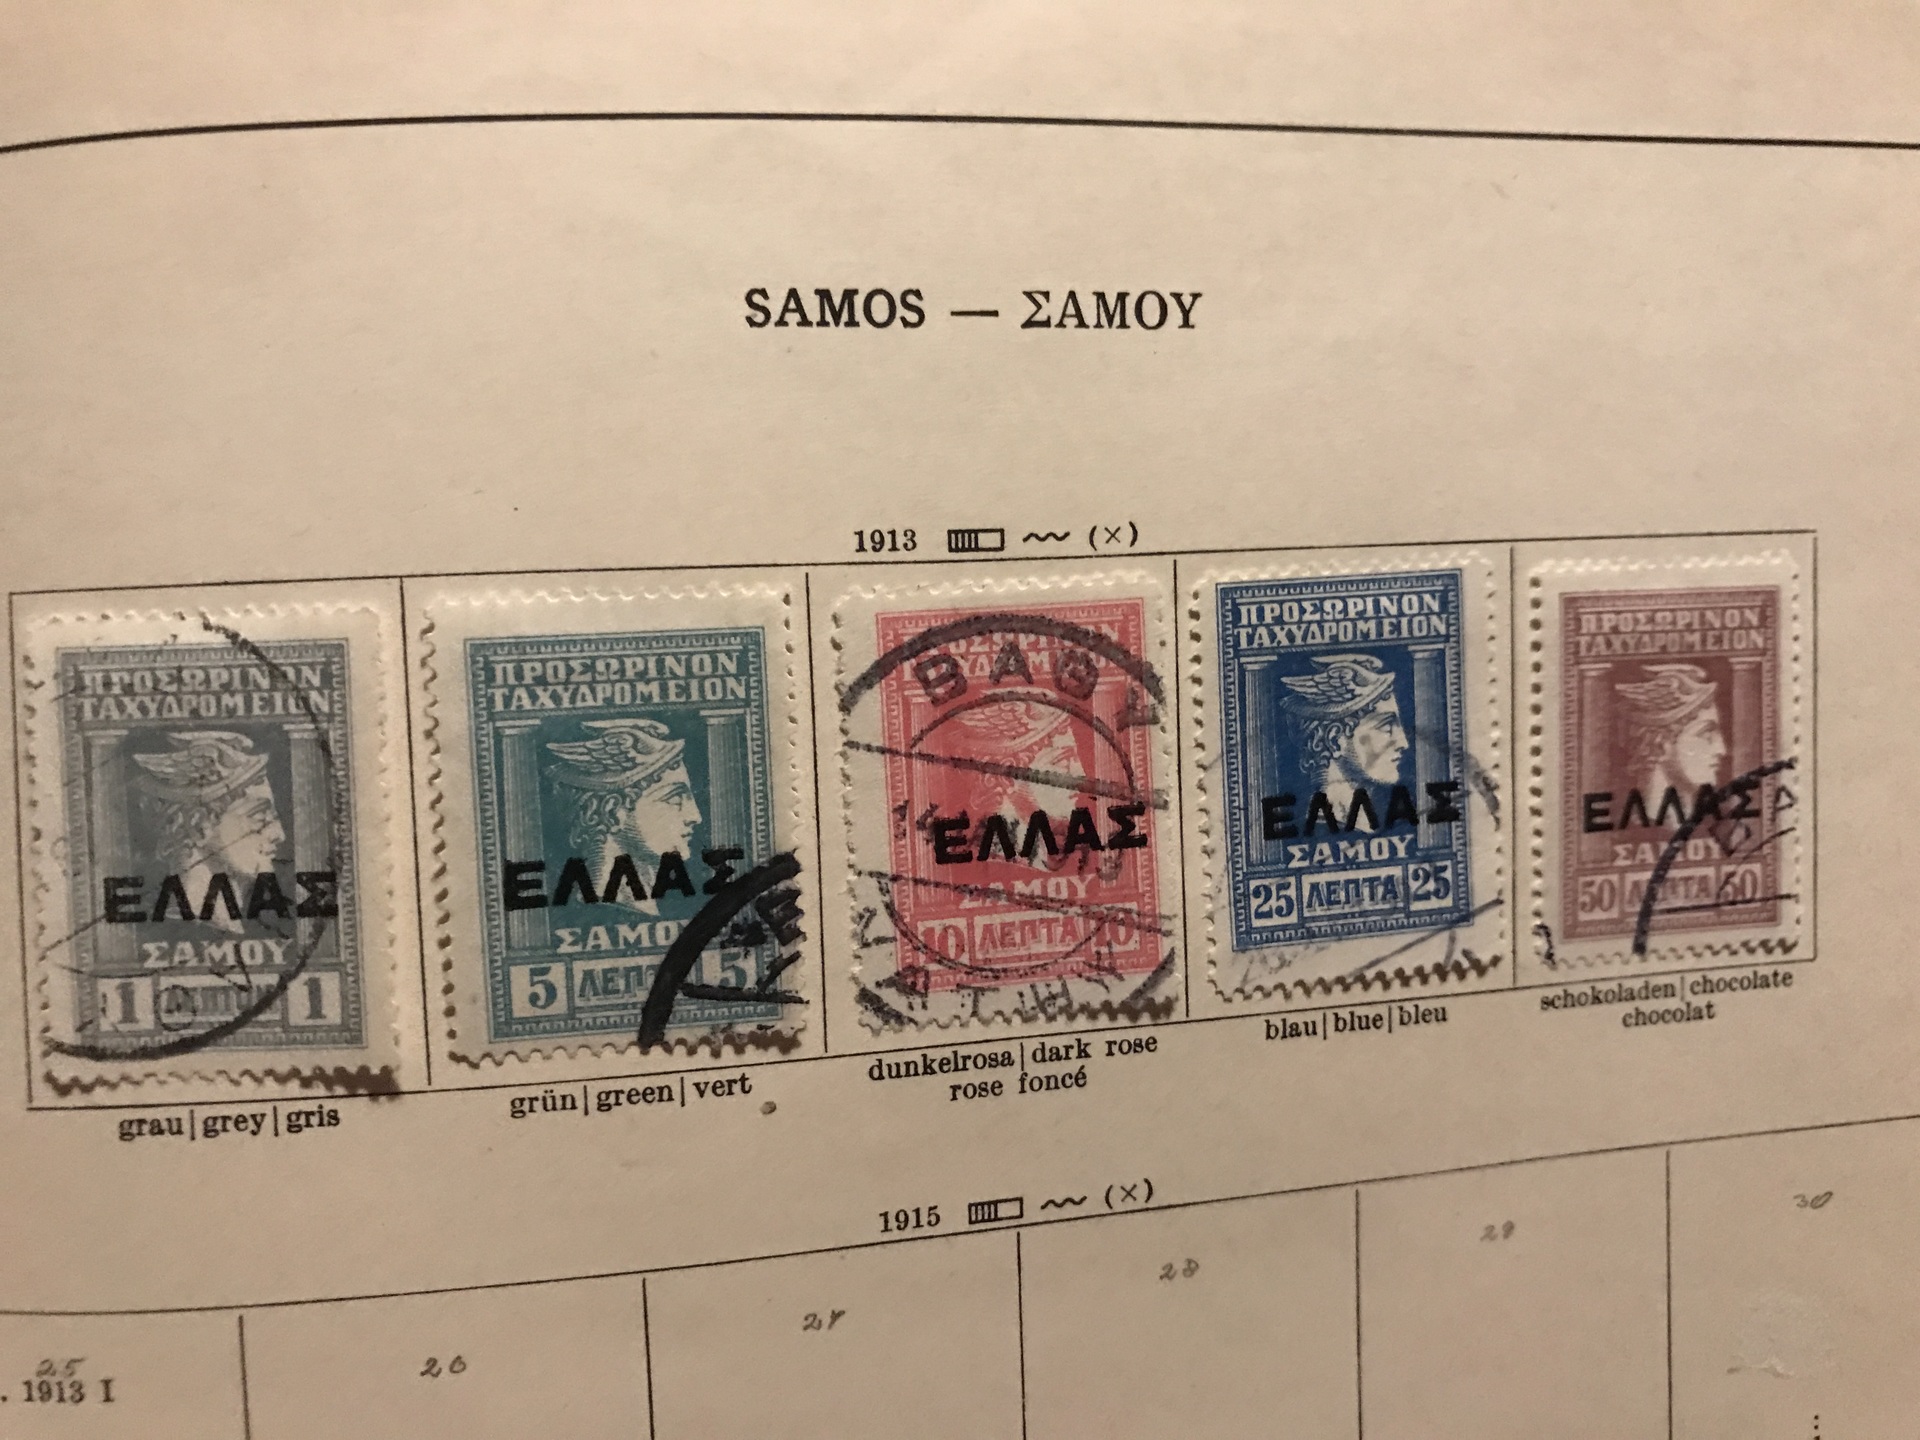 SAMOS — ΣΑΜΟΥ
1913 (×)
ΠΡΟΣΩΡΙΝΟΝ
ΤΑΧΥΔΡΟΜΕΙΟΝ
ΕΛΛΑΣ
ΣΑΜΟΥ
1 1
grau|grey|gris
ΠΡΟΣΩΡΙΝΟΝ
ΤΑΧΥΔΡΟΜΕΙΟΝ
ΕΛΛΑΣ
ΣΑΜΟΥ
5 5
grün|green|vert
ΒΑΘΥ
ΕΛΛΑΣ
ΣΑΜΟΥ
10 ΛΕΠΤΑ 10
dunkelrosa|dark rose
rose foncé
ΠΡΟΣΩΡΙΝΟΝ
ΤΑΧΥΔΡΟΜΕΙΟΝ
ΕΛΛΑΣ
ΣΑΜΟΥ
25 ΛΕΠΤΑ 25
blau|blue|bleu
ΠΡΟΣΩΡΙΝΟΝ
ΤΑΧΥΔΡΟΜΕΙΟΝ
ΕΛΛΑΣ
ΣΑΜΟΥ
50 ΛΕΠΤΑ 50
schokoladen|chocolate
chocolat
1915 (×)
25
26
27
28
29
30
. 1913 I